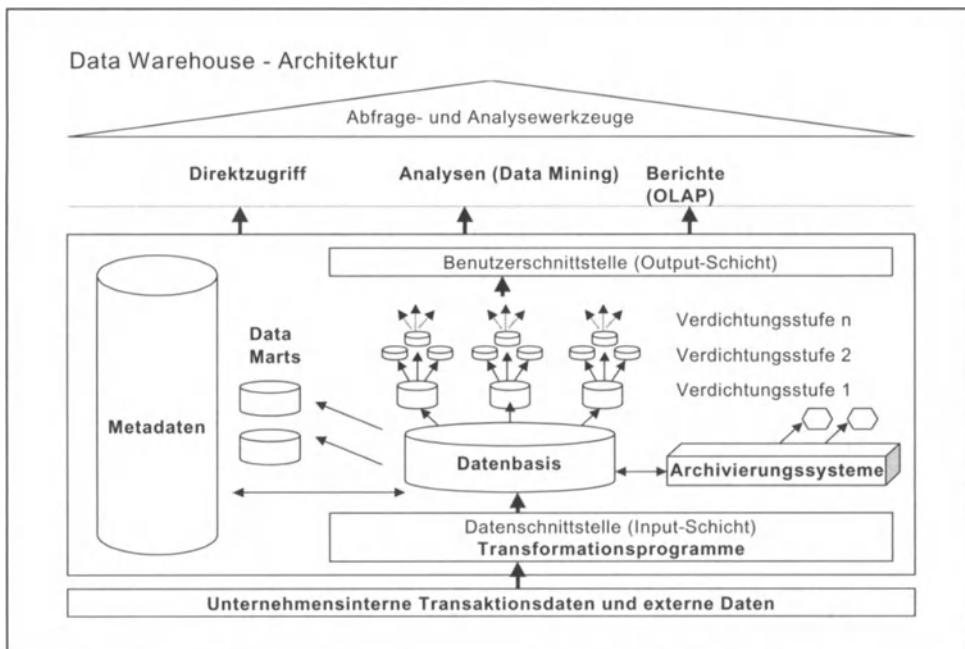 Data Warehouse - Architektur
Abfrage- und Analysewerkzeuge
Direktzugriff
Analysen (Data Mining)
Berichte
(OLAP)
Benutzerschnittstelle (Output-Schicht)
Data
Marts
Verdichtungsstufe n
Verdichtungsstufe 2
Verdichtungsstufe 1
Metadaten
Datenbasis
Archivierungssysteme
Datenschnittstelle (Input-Schicht)
Transformationsprogramme
Unternehmensinterne Transaktionsdaten und externe Daten